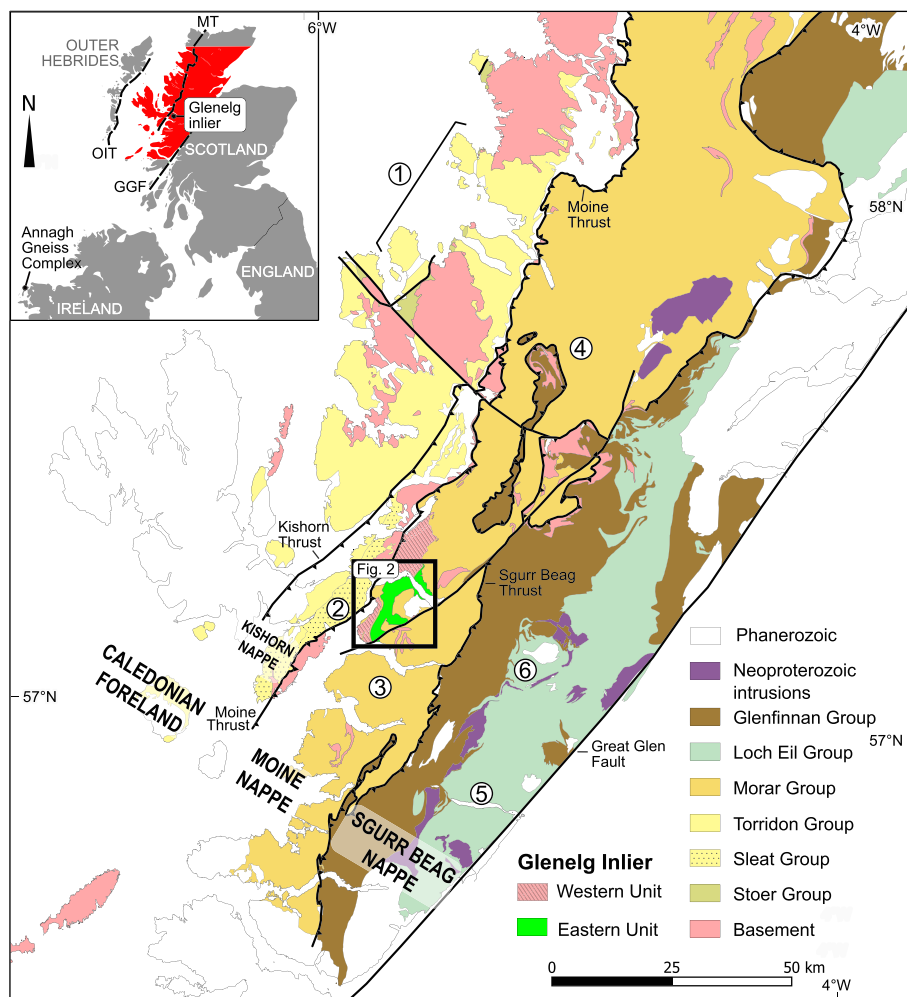 MT
6°W
4°W
OUTER
HEBRIDES
N
Glenelg
inlier
OIT
SCOTLAND
GGF
Annagh
Gneiss
Complex
ENGLAND
IRELAND
1
Moine
Thrust
58°N
4
Kishorn
Thrust
Fig. 2
Sgurr Beag
Thrust
2
KISHORN
NAPPE
CALEDONIAN
FORELAND
57°N
Moine
Thrust
3
6
MOINE
NAPPE
Great Glen
Fault
57°N
5
SGURR BEAG
NAPPE
Phanerozoic
Neoproterozoic
intrusions
Glenfinnan Group
Loch Eil Group
Morar Group
Torridon Group
Sleat Group
Stoer Group
Basement
Glenelg Inlier
Western Unit
Eastern Unit
0 25 50 km
4°W